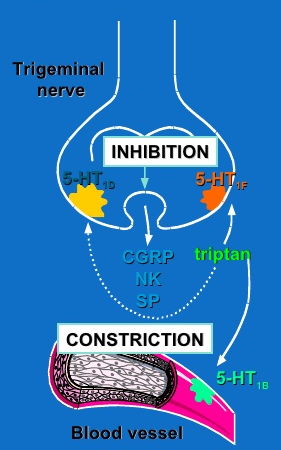 Trigeminal
nerve
INHIBITION
5-HT1D
5-HT1F
CGRP
NK
SP
triptan
CONSTRICTION
5-HT1B
Blood vessel